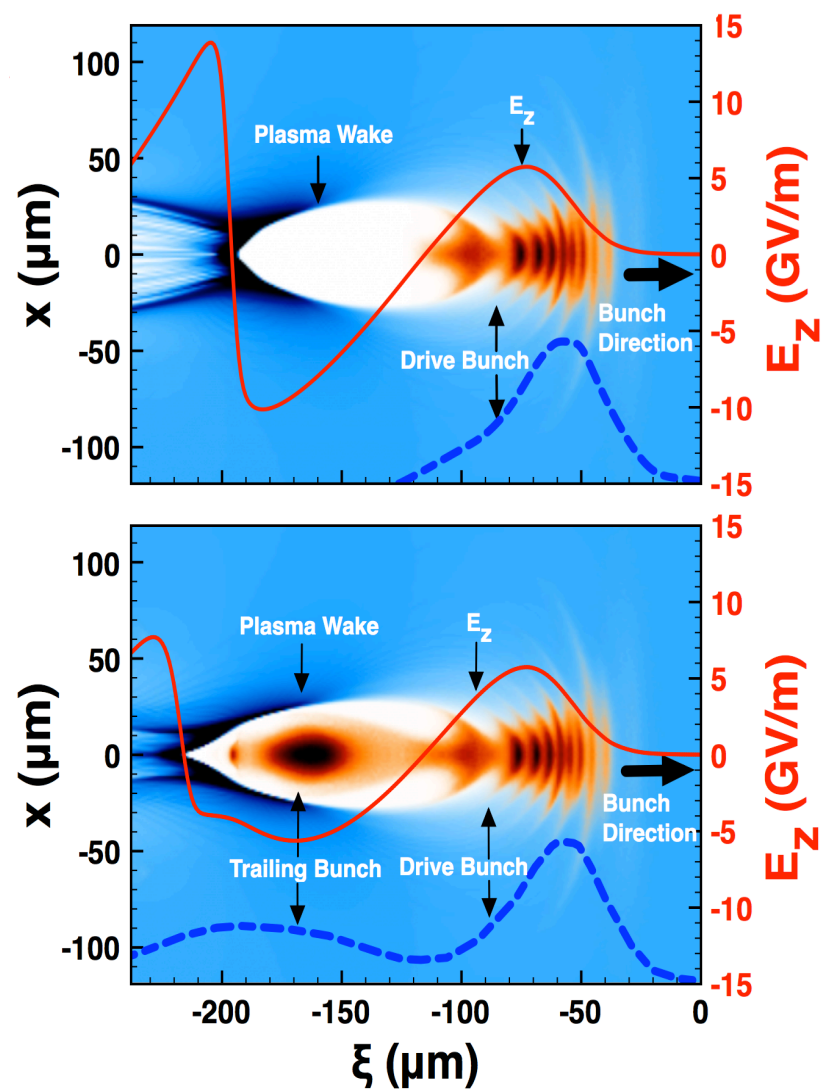 15
100
10
E_z
Plasma Wake
50
5
x (µm)
0
0
E_z (GV/m)
Bunch
Direction
-50
Drive Bunch
-5
-10
-100
-15
15
100
10
Plasma Wake
E_z
50
5
x (µm)
0
0
E_z (GV/m)
Bunch
Direction
-50
-5
Trailing Bunch
Drive Bunch
-100
-10
-15
-200
-150
-100
-50
0
ξ (µm)